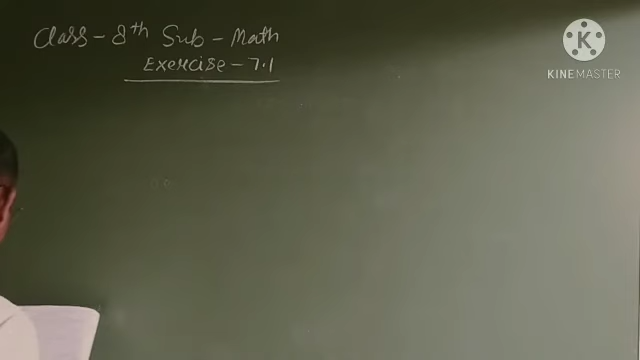 Class - 8th Sub - Math
Exercise - 7.1
KINEMASTER